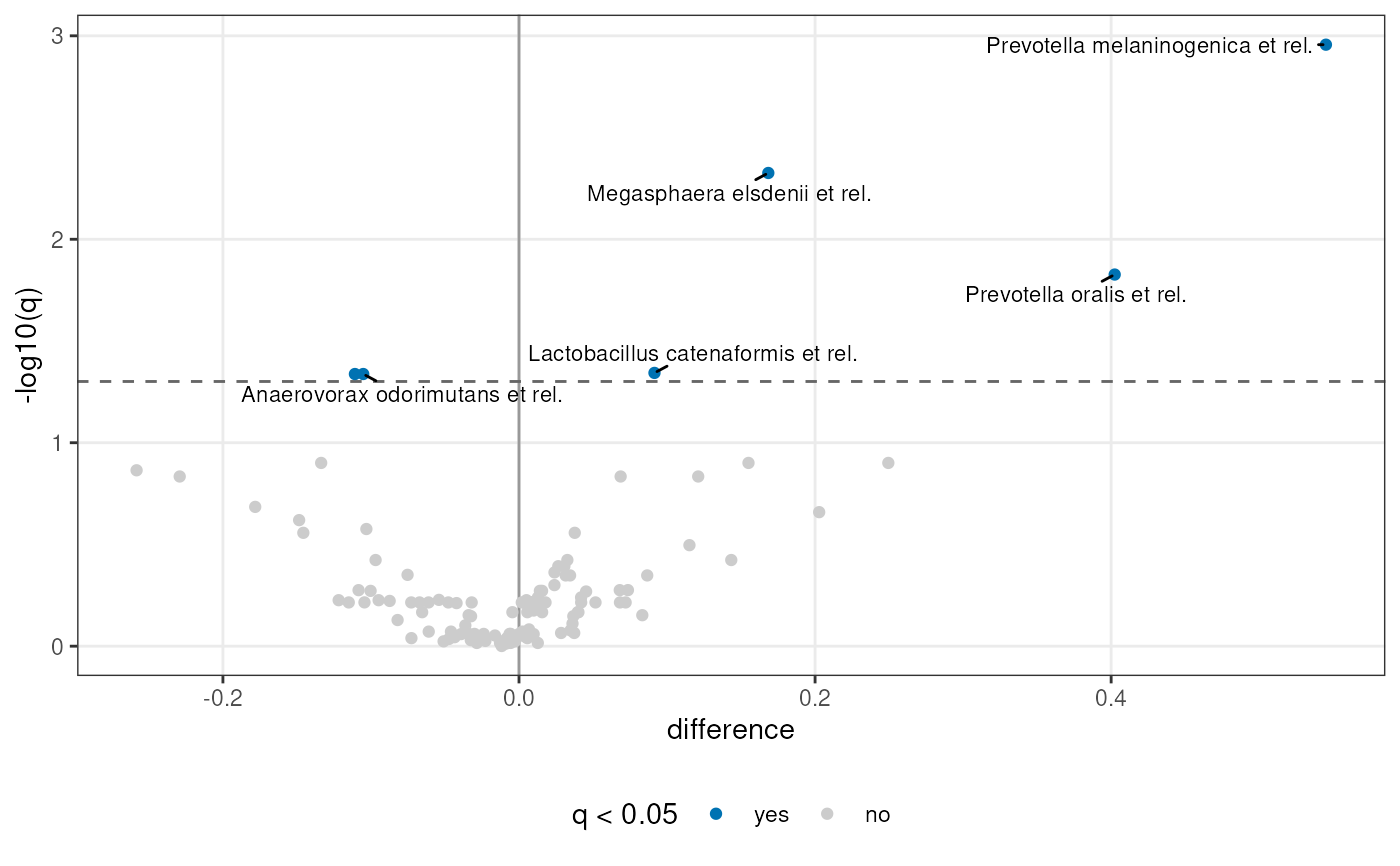 3
Prevotella melaninogenica et rel.
Megasphaera elsdenii et rel.
2
Prevotella oralis et rel.
Lactobacillus catenaformis et rel.
Anaerovorax odorimutans et rel.
-log10(q)
1
0
-0.2 0.0 0.2 0.4
difference
q < 0.05 yes no